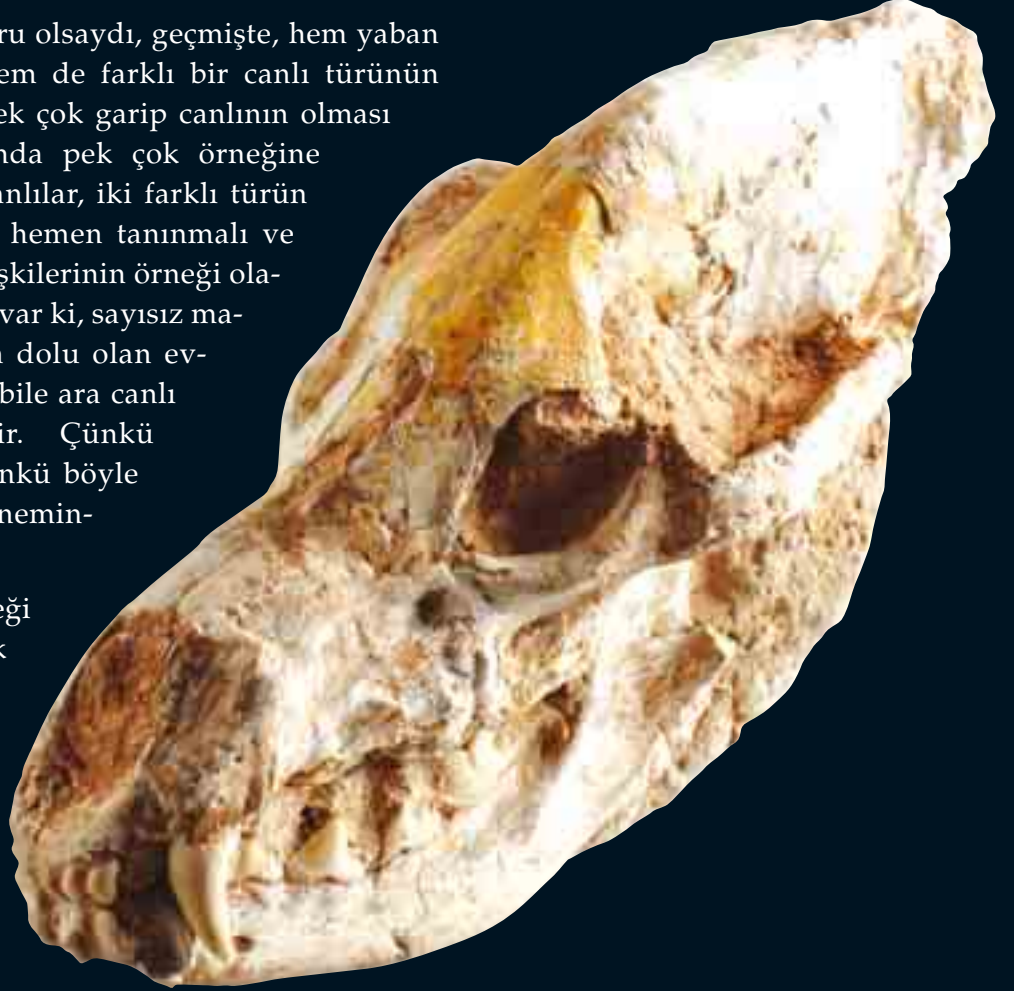 ru olsaydı, geçmişte, hem yaban
em de farklı bir canlı türünün
ek çok garip canlının olması
nda pek çok örneğine
anlılar, iki farklı türün
hemen tanınmalı ve
şkilerinin örneği ola-
var ki, sayısız ma-
dolu olan ev-
bile ara canlı
ir. Çünkü
nkü böyle
nemin-
eği
k